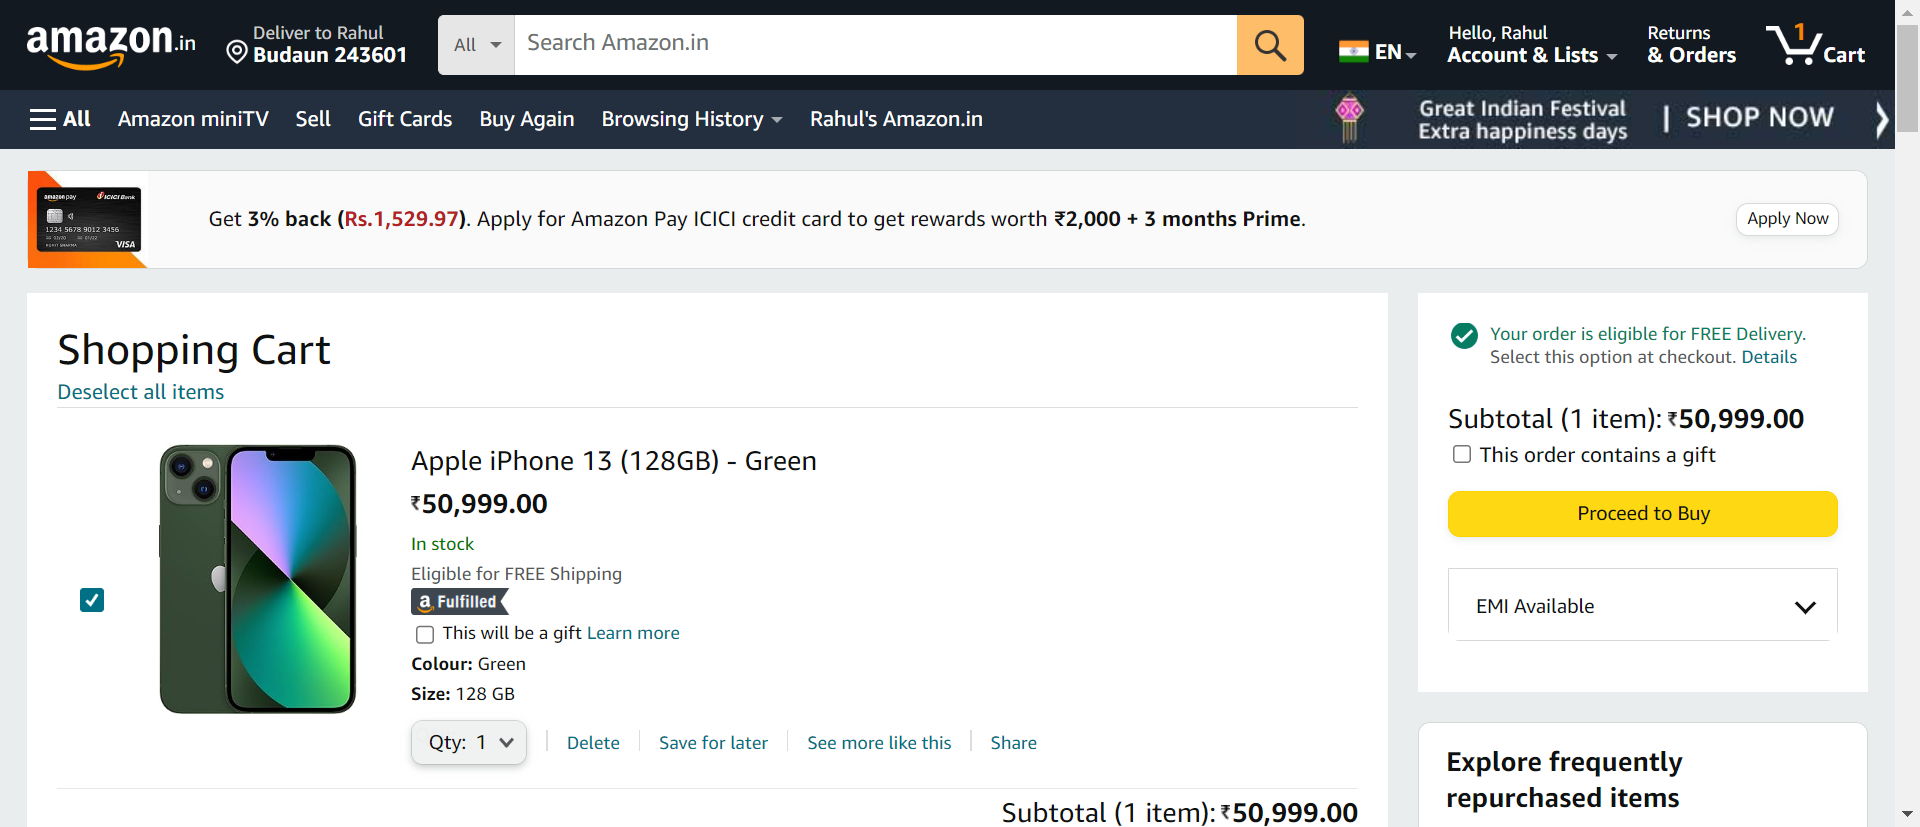 amazon.in
Deliver to Rahul
Budaun 243601
All
Search Amazon.in
EN
Hello, Rahul
Account & Lists
Returns
& Orders
1
Cart
All
Amazon miniTV
Sell
Gift Cards
Buy Again
Browsing History
Rahul's Amazon.in
Great Indian Festival
Extra happiness days
| SHOP NOW
amazon pay
ICICI Bank
1234 5678 9012 3456
VISA
Get 3% back (Rs.1,529.97). Apply for Amazon Pay ICICI credit card to get rewards worth ₹2,000 + 3 months Prime.
Apply Now
Shopping Cart
Deselect all items
Apple iPhone 13 (128GB) - Green
₹50,999.00
In stock
Eligible for FREE Shipping
a Fulfilled
This will be a gift Learn more
Colour: Green
Size: 128 GB
Qty: 1
Delete
Save for later
See more like this
Share
Subtotal (1 item): ₹50,999.00
Your order is eligible for FREE Delivery.
Select this option at checkout. Details
Subtotal (1 item): ₹50,999.00
This order contains a gift
Proceed to Buy
EMI Available
Explore frequently
repurchased items